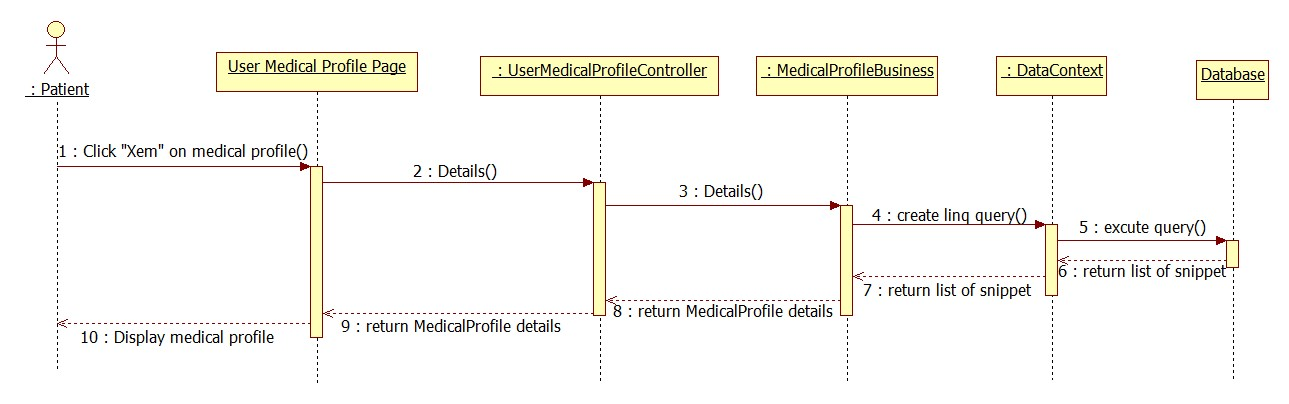 : Patient
User Medical Profile Page
: UserMedicalProfileController
: MedicalProfileBusiness
: DataContext
Database
1 : Click "Xem" on medical profile()
2 : Details()
3 : Details()
4 : create linq query()
5 : excute query()
6 : return list of snippet
7 : return list of snippet
8 : return MedicalProfile details
9 : return MedicalProfile details
10 : Display medical profile